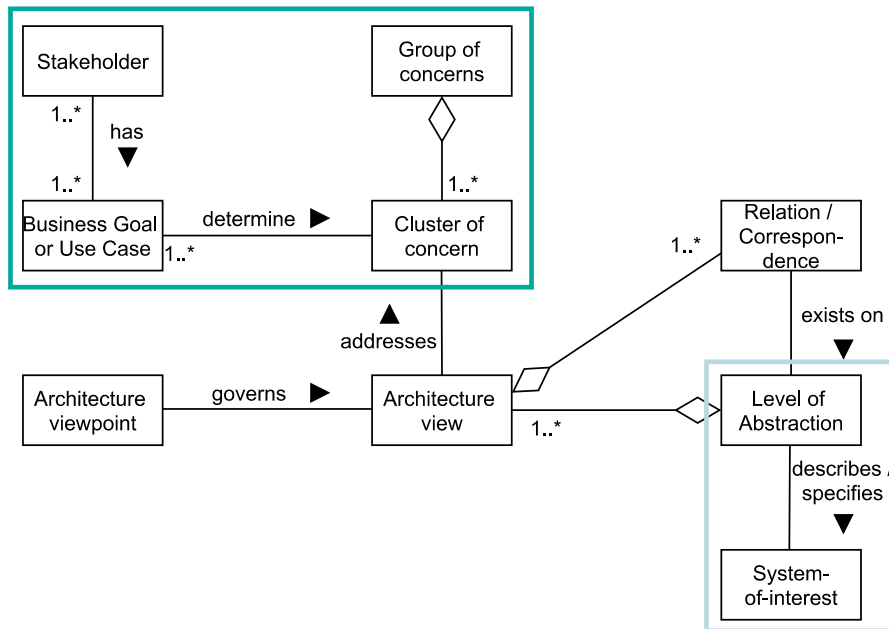 Stakeholder
Group of
concerns
1..*
has
1..*
1..*
Business Goal
or Use Case
determine
1..*
Cluster of
concern
Relation /
Correspon-
dence
1..*
addresses
exists on
Architecture
viewpoint
governs
Architecture
view
1..*
Level of
Abstraction
describes /
specifies
System-
of-interest